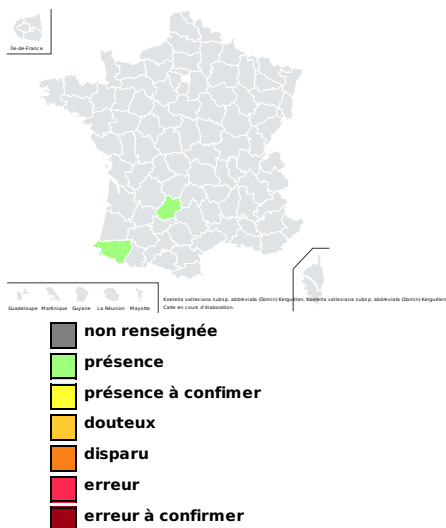 Île-de-France
Guadeloupe Martinique Guyane La Réunion Mayotte
Koeleria vallesiana subsp. abbreviata (Domin) Kerguélen, Koeleria vallesiana subsp. abbreviata (Domin) Kerguélen
Carte en cours d'élaboration.
non renseignée
présence
présence à confimer
douteux
disparu
erreur
erreur à confirmer